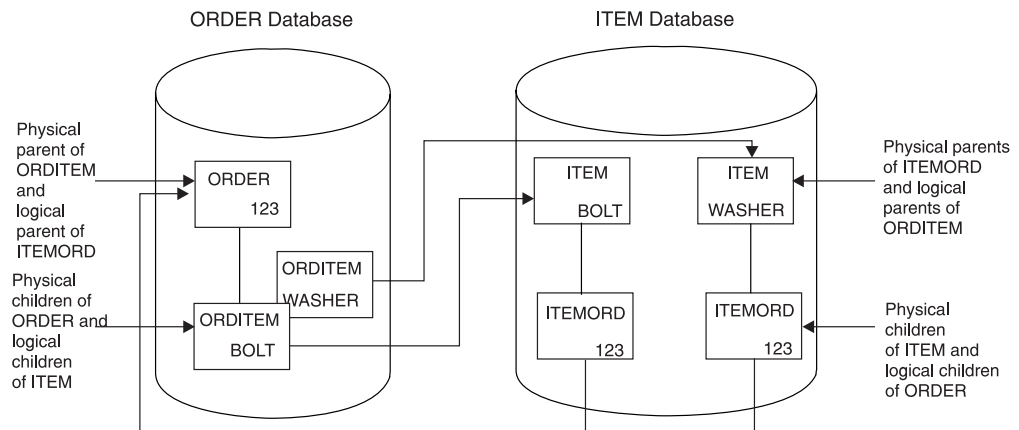 ORDER Database
ITEM Database
Physical
parent of
ORDITEM
and
logical
parent of
ITEMORD
Physical
children of
ORDER and
logical
children
of ITEM
ORDER
123
ORDITEM
WASHER
ORDITEM
BOLT
ITEM
BOLT
ITEM
WASHER
ITEMORD
123
ITEMORD
123
Physical parents
of ITEMORD
and logical
parents of
ORDITEM
Physical
children
of ITEM and
logical children
of ORDER